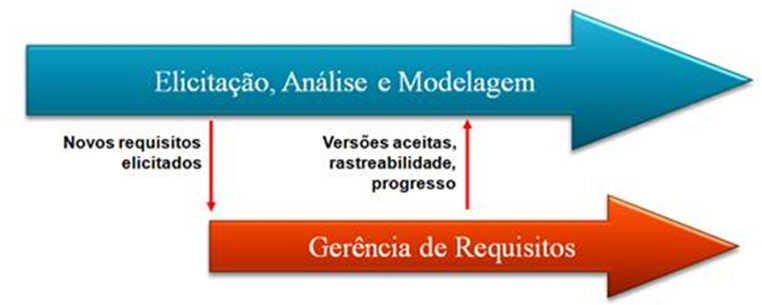 Elicitação, Análise e Modelagem
Novos requisitos
elicitados
Versões aceitas,
rastreabilidade,
progresso
Gerência de Requisitos